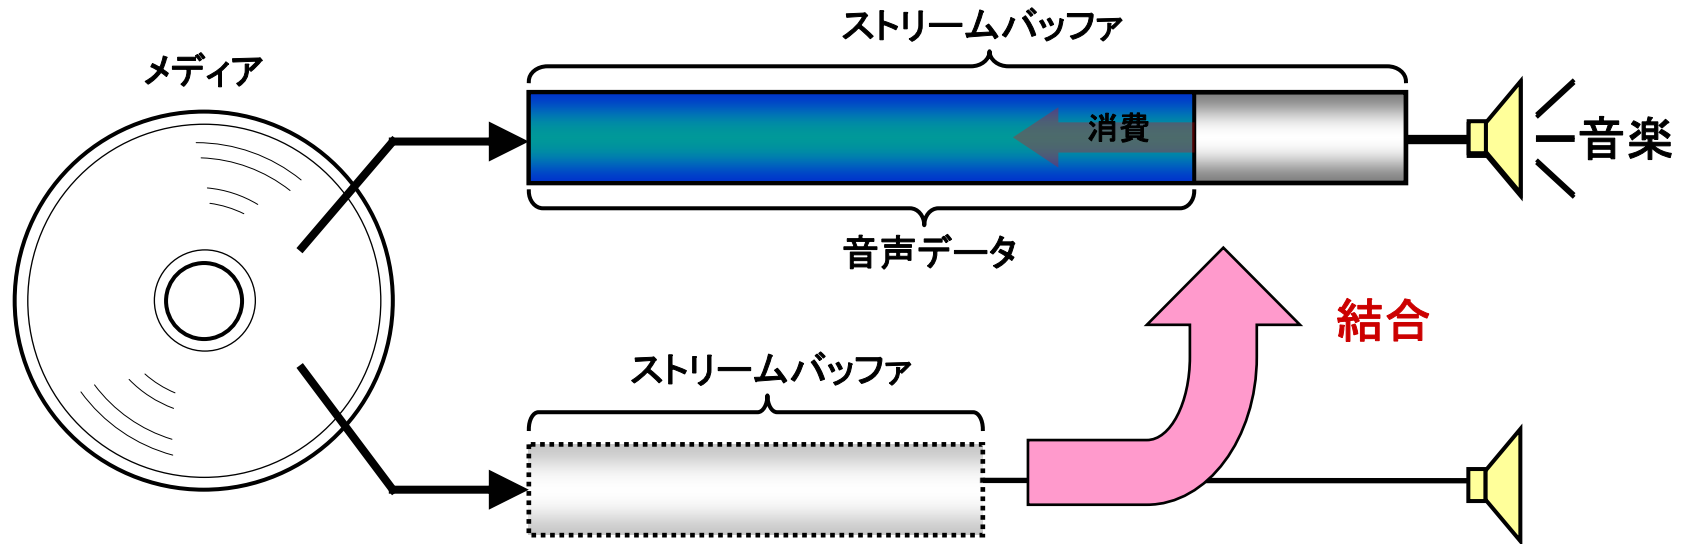 ストリームバッファ
メディア
消費
音楽
音声データ
結合
ストリームバッファ